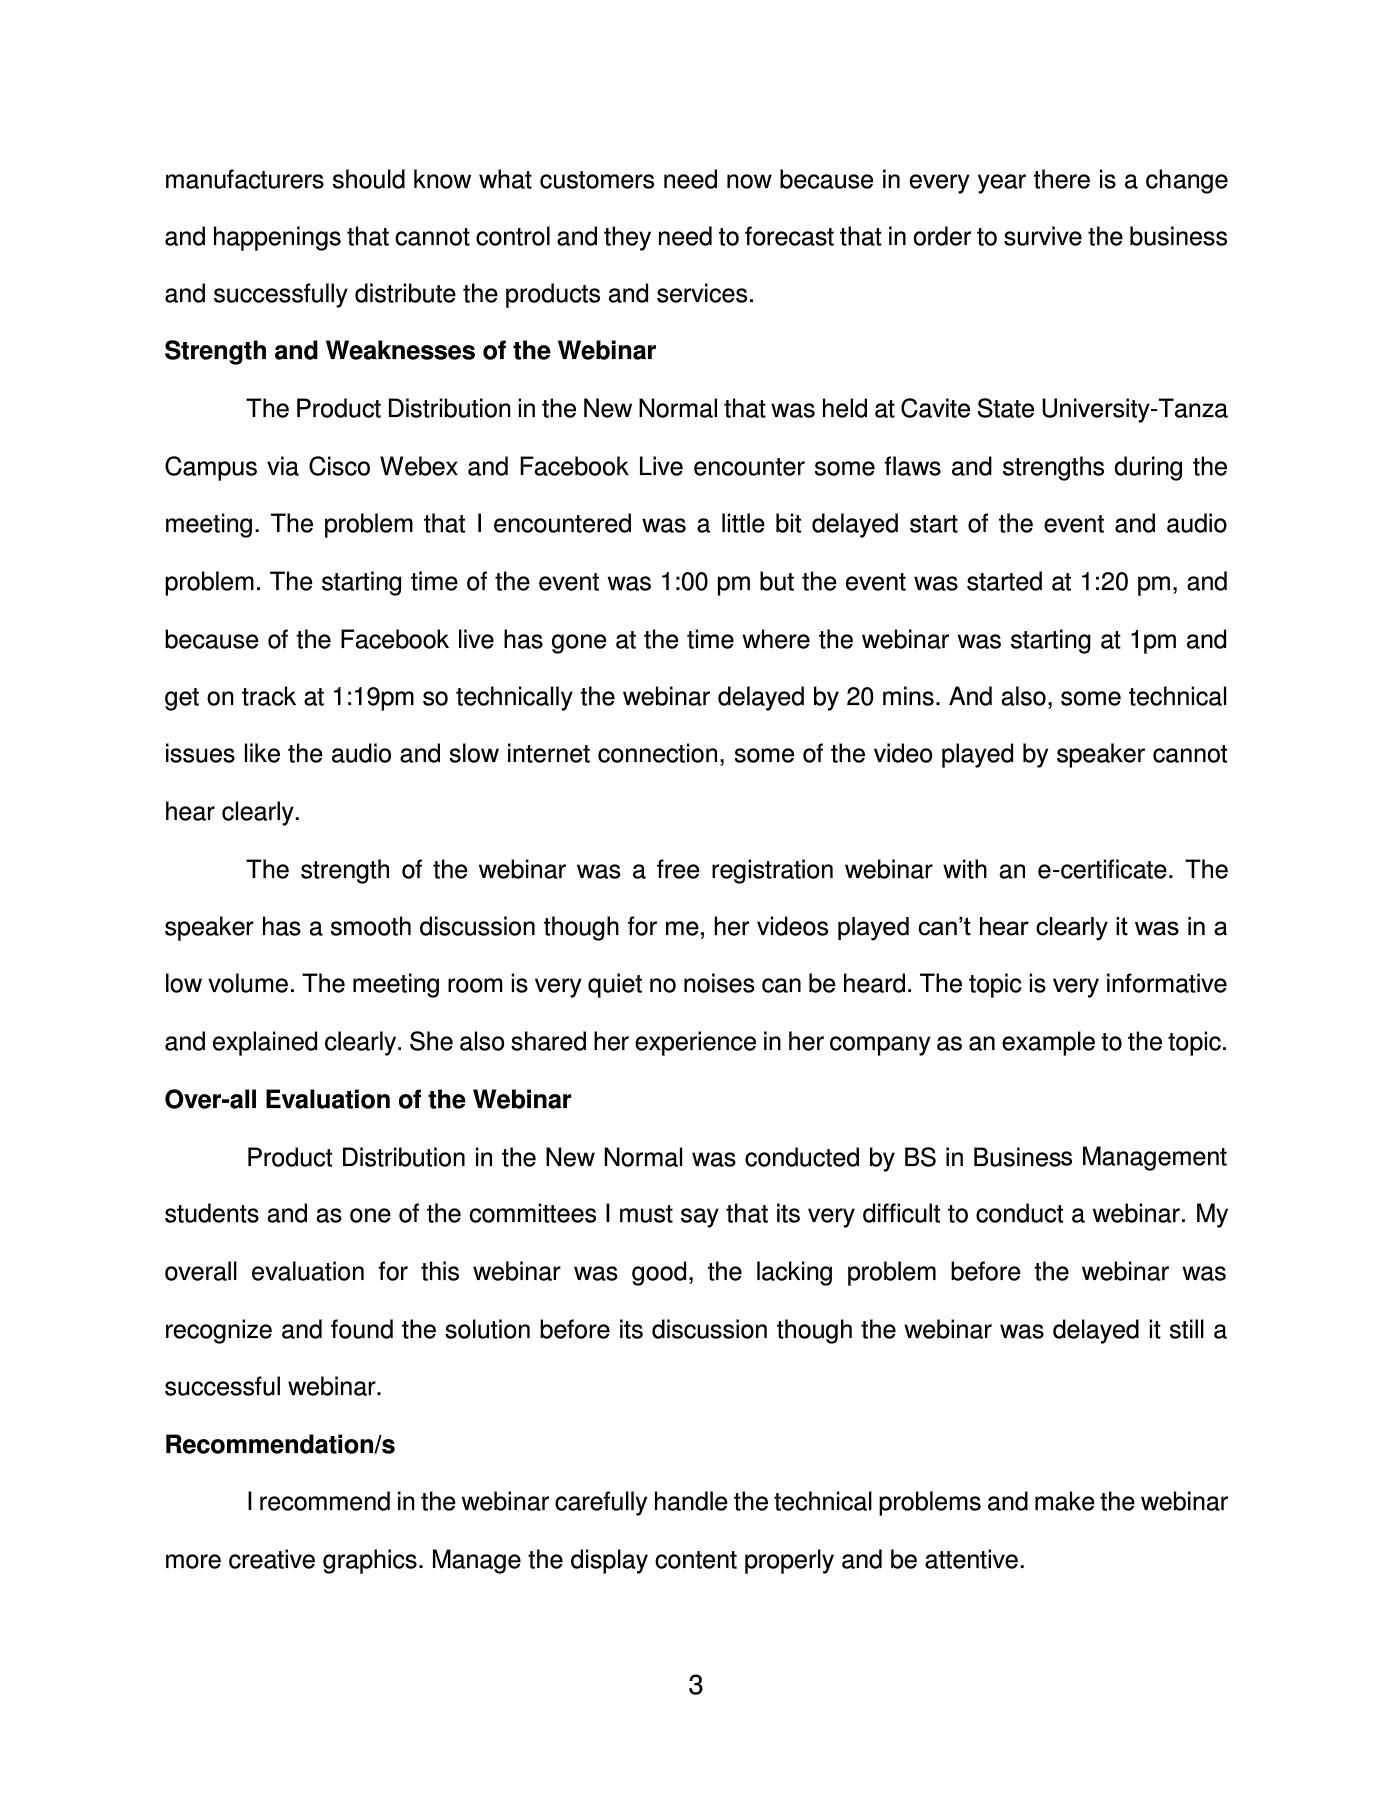 manufacturers should know what customers need now because in every year there is a change
and happenings that cannot control and they need to forecast that in order to survive the business
and successfully distribute the products and services.
Strength and Weaknesses of the Webinar
The Product Distribution in the New Normal that was held at Cavite State University-Tanza
Campus via Cisco Webex and Facebook Live encounter some flaws and strengths during the
meeting. The problem that I encountered was a little bit delayed start of the event and audio
problem. The starting time of the event was 1:00 pm but the event was started at 1:20 pm, and
because of the Facebook live has gone at the time where the webinar was starting at 1pm and
get on track at 1:19pm so technically the webinar delayed by 20 mins. And also, some technical
issues like the audio and slow internet connection, some of the video played by speaker cannot
hear clearly.
The strength of the webinar was a free registration webinar with an e-certificate. The
speaker has a smooth discussion though for me, her videos played can’t hear clearly it was in a
low volume. The meeting room is very quiet no noises can be heard. The topic is very informative
and explained clearly. She also shared her experience in her company as an example to the topic.
Over-all Evaluation of the Webinar
Product Distribution in the New Normal was conducted by BS in Business Management
students and as one of the committees I must say that its very difficult to conduct a webinar. My
overall evaluation for this webinar was good, the lacking problem before the webinar was
recognize and found the solution before its discussion though the webinar was delayed it still a
successful webinar.
Recommendation/s
I recommend in the webinar carefully handle the technical problems and make the webinar
more creative graphics. Manage the display content properly and be attentive.
3